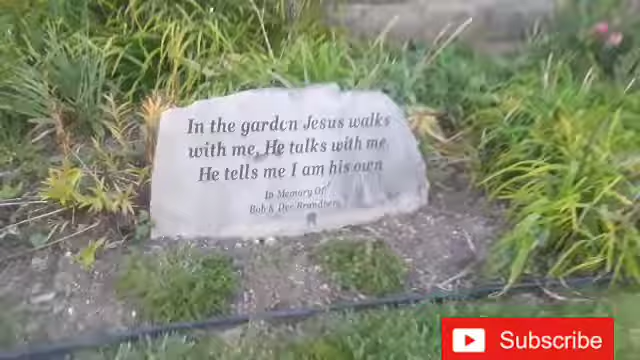 In the garden Jesus walks
with me, He talks with me
He tells me I am his own
In Memory Of
Bob & Dee
Subscribe